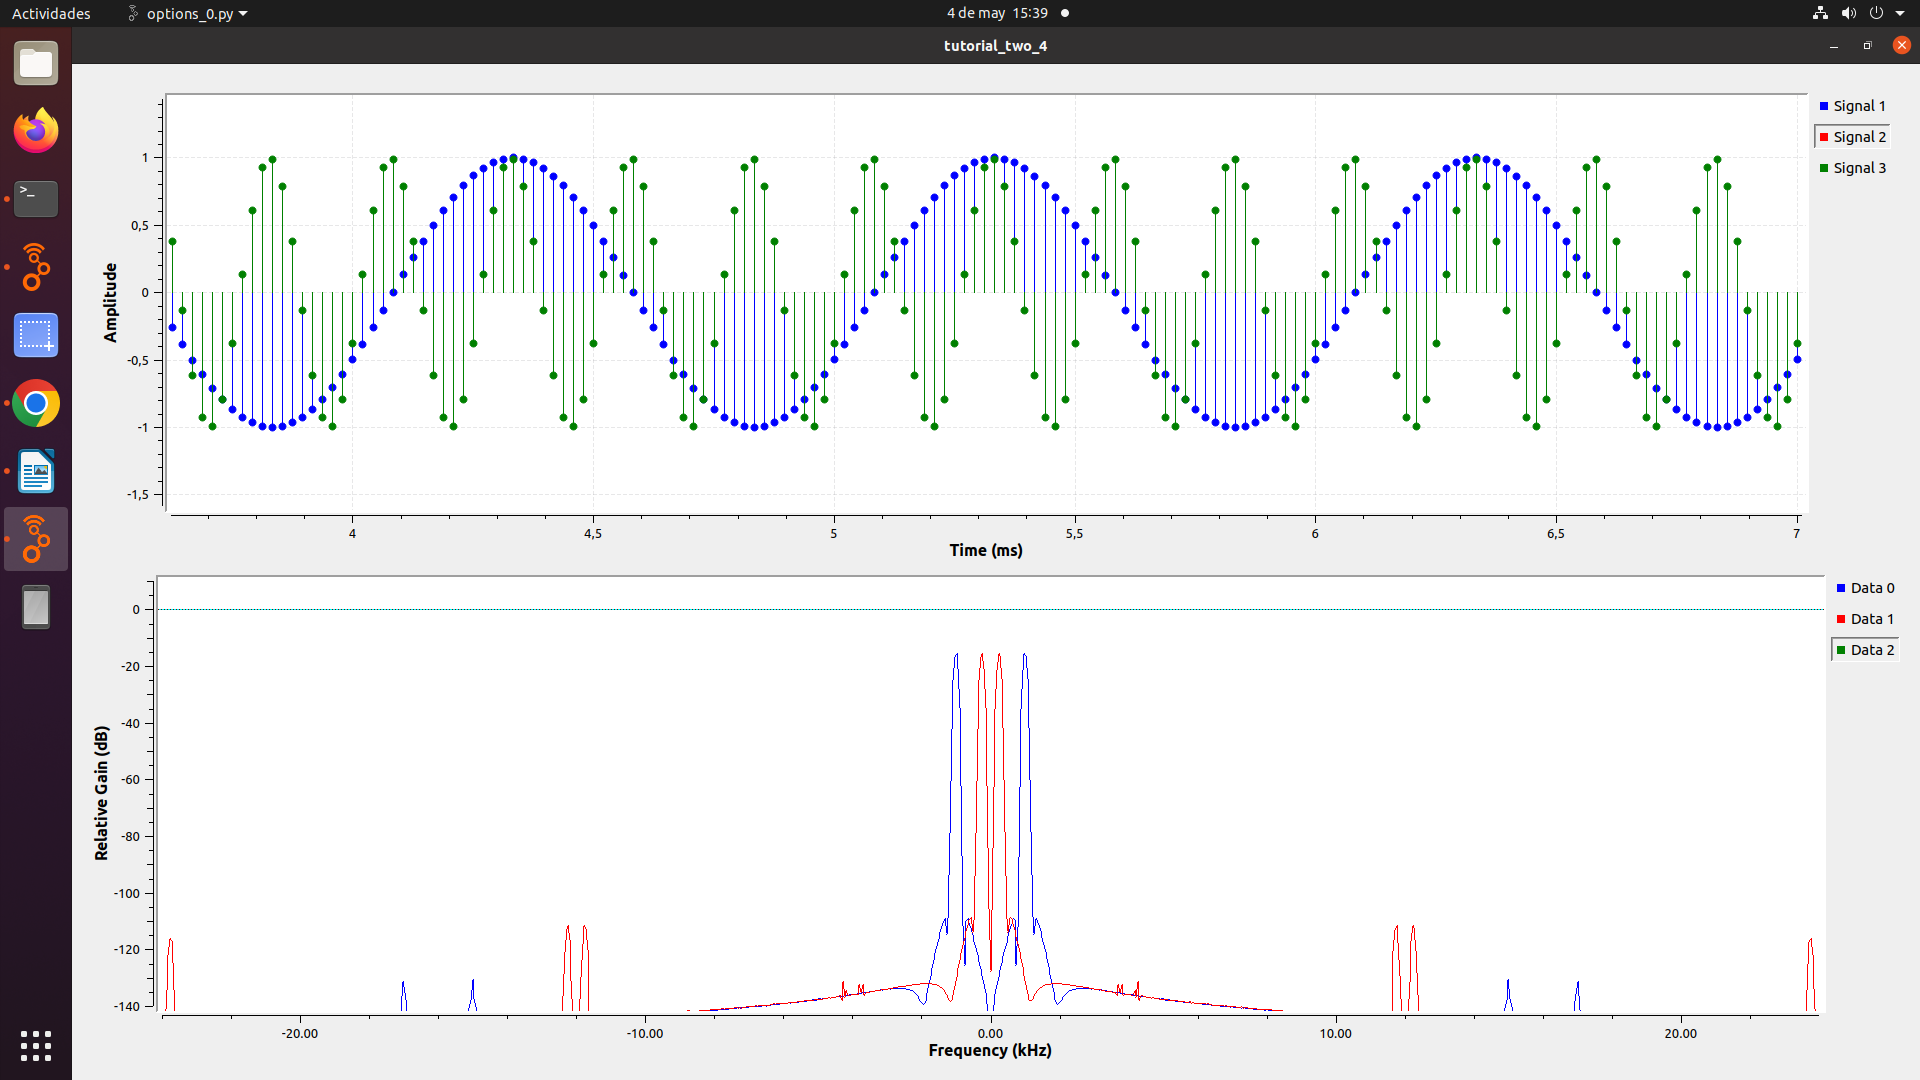 Actividades
options_0.py
4 de may 15:39
tutorial_two_4
>_
Signal 1
Signal 2
Signal 3
Amplitude
1
0,5
0
-0,5
-1
-1,5
4
4,5
5
5,5
6
6,5
7
Time (ms)
Data 0
Data 1
Data 2
Relative Gain (dB)
0
-20
-40
-60
-80
-100
-120
-140
-20.00
-10.00
0.00
10.00
20.00
Frequency (kHz)